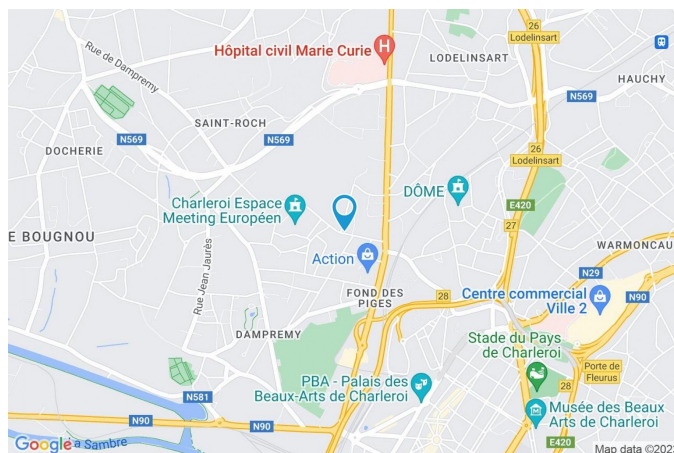 26
Lodelinsart
Rue de Dampremy
Hôpital civil Marie Curie
H
LODELINSART
HAUCHY
N569
SAINT-ROCH
N569
N569
26
Lodelinsart
DOCHERIE
Charleroi Espace
Meeting Européen
DÔME
E420
E BOUGNOU
27
WARMONCAU
Rue Jean Jaurès
Action
N29
FOND DES
PIGES
28
Centre commercial
Ville 2
N90
DAMPREMY
Stade du Pays
de Charleroi
Porte de
Fleurus
PBA - Palais des
Beaux-Arts de Charleroi
28
N581
N90
Musée des Beaux
Arts de Charleroi
N90
E420
Google
a Sambre
Map data ©202